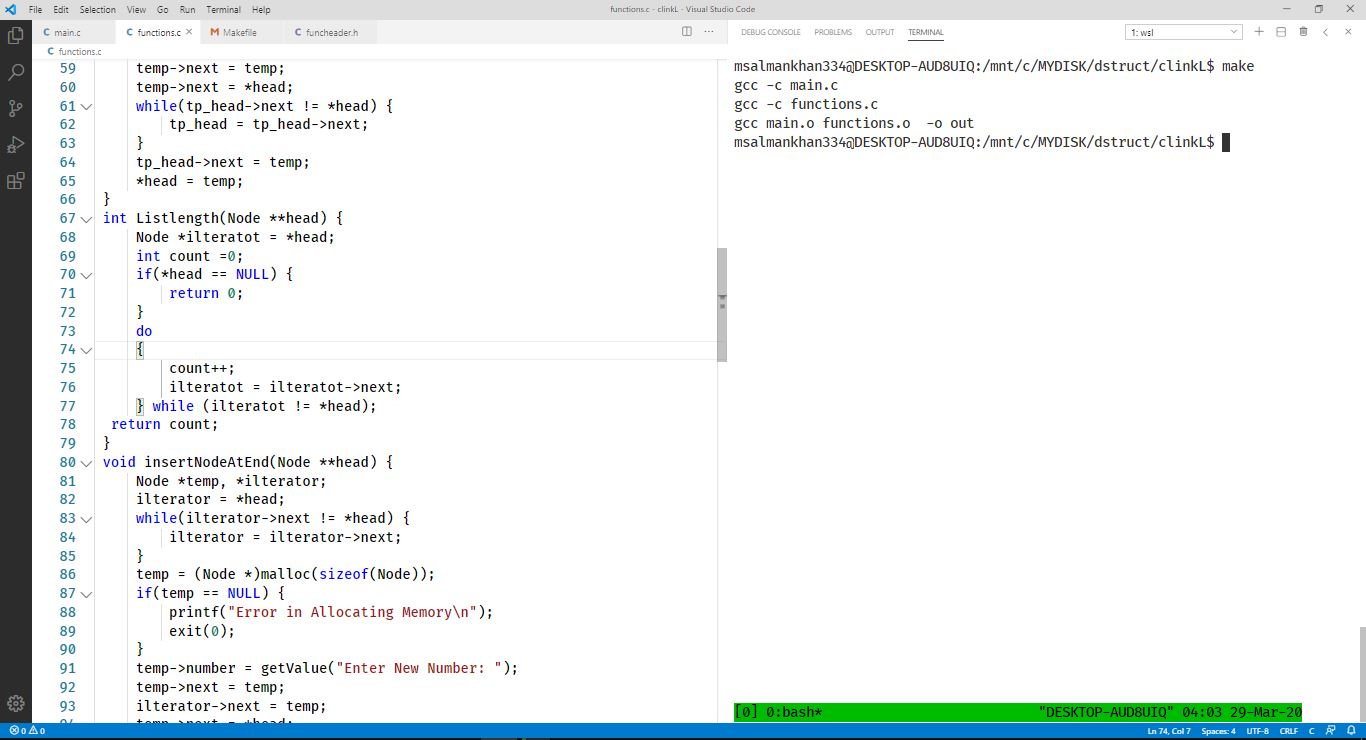 File Edit Selection View Go Run Terminal Help functions.c - clinkL - Visual Studio Code
C main.c C functions.c × M Makefile C funcheader.h
C functions.c
DEBUG CONSOLE PROBLEMS OUTPUT TERMINAL 1: wsl
59 temp->next = temp;
60 temp->next = *head;
61 while(tp_head->next != *head) {
62 tp_head = tp_head->next;
63 }
64 tp_head->next = temp;
65 *head = temp;
66 }
67 int Listlength(Node **head) {
68 Node *ilteratot = *head;
69 int count =0;
70 if(*head == NULL) {
71 return 0;
72 }
73 do
74 {
75 count++;
76 ilteratot = ilteratot->next;
77 } while (ilteratot != *head);
78 return count;
79 }
80 void insertNodeAtEnd(Node **head) {
81 Node *temp, *ilterator;
82 ilterator = *head;
83 while(ilterator->next != *head) {
84 ilterator = ilterator->next;
85 }
86 temp = (Node *)malloc(sizeof(Node));
87 if(temp == NULL) {
88 printf("Error in Allocating Memory\n");
89 exit(0);
90 }
91 temp->number = getValue("Enter New Number: ");
92 temp->next = temp;
93 ilterator->next = temp;
94 temp->next = *head;
msalmankhan334@DESKTOP-AUD8UIQ:/mnt/c/MYDISK/dstruct/clinkL$ make
gcc -c main.c
gcc -c functions.c
gcc main.o functions.o  -o out
msalmankhan334@DESKTOP-AUD8UIQ:/mnt/c/MYDISK/dstruct/clinkL$
[0] 0:bash* "DESKTOP-AUD8UIQ" 04:03 29-Mar-20
0 0 Ln 74, Col 7 Spaces: 4 UTF-8 CRLF C